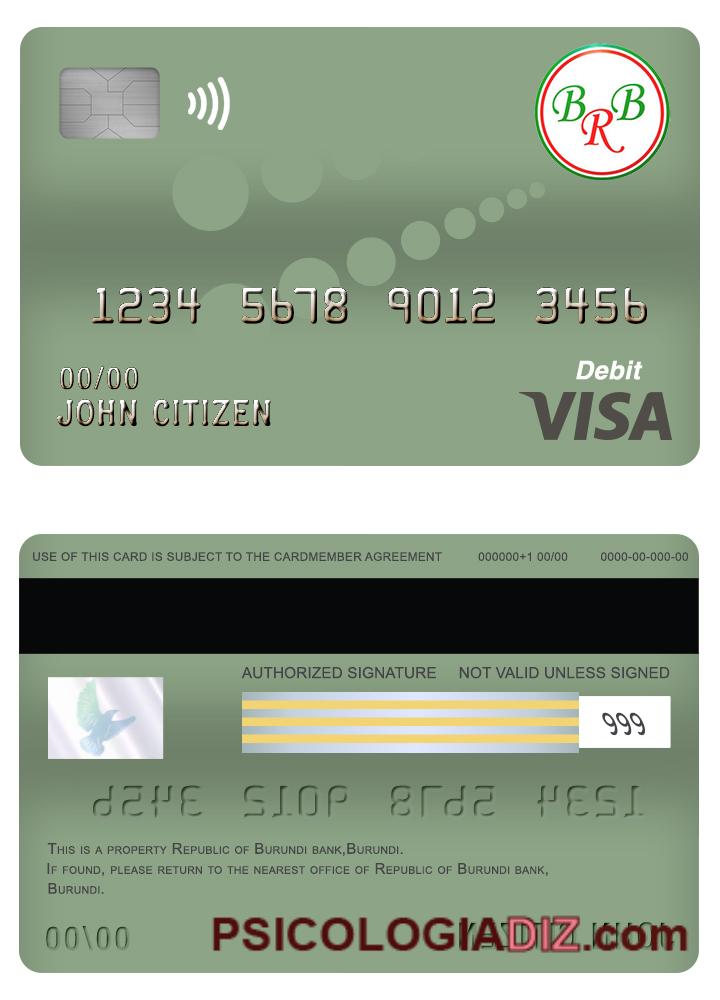 BRB
1234 5678 9012 3456
00/00
Debit
JOHN CITIZEN
VISA
USE OF THIS CARD IS SUBJECT TO THE CARDMEMBER AGREEMENT 000000+1 00/00 0000-00-000-00
AUTHORIZED SIGNATURE NOT VALID UNLESS SIGNED
999
This is a property Republic of Burundi bank,Burundi.
If found, please return to the nearest office of Republic of Burundi bank,
Burundi.
00/00
PSICOLOGIADIZ.com